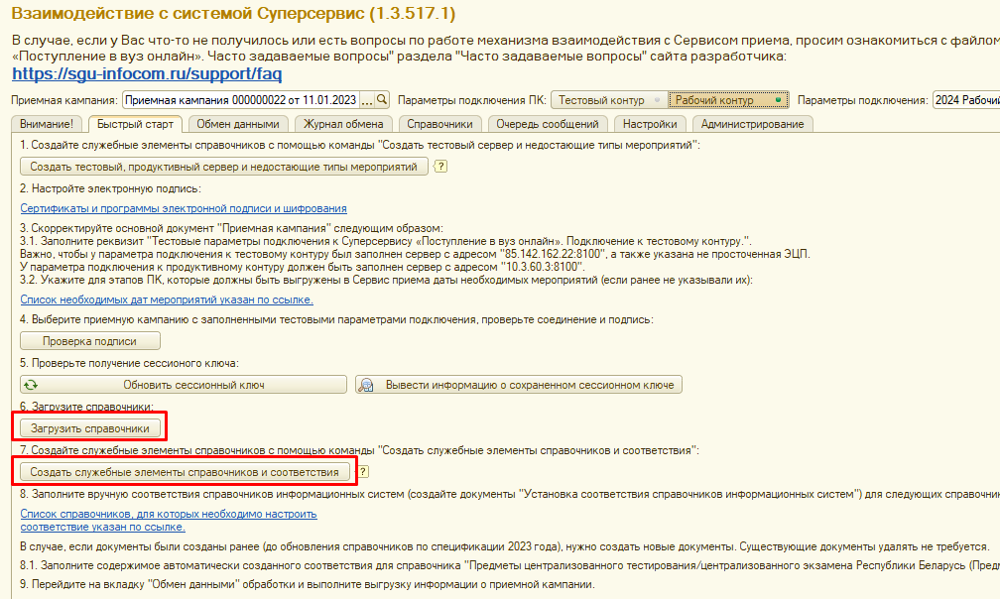 Взаимодействие с системой Суперсервис (1.3.517.1)
В случае, если у Вас что-то не получилось или есть вопросы по работе механизма взаимодействия с Сервисом приема, просим ознакомиться с файлом
«Поступление в вуз онлайн». Часто задаваемые вопросы" раздела "Часто задаваемые вопросы" сайта разработчика:
https://sgu-infocom.ru/support/faq
Приемная кампания: Приемная кампания 000000022 от 11.01.2023 ... Параметры подключения ПК: Тестовый контур Рабочий контур Параметры подключения: 2024 Рабочи
Внимание! Быстрый старт Обмен данными Журнал обмена Справочники Очередь сообщений Настройки Администрирование
1. Создайте служебные элементы справочников с помощью команды "Создать тестовый сервер и недостающие типы мероприятий":
Создать тестовый, продуктивный сервер и недостающие типы мероприятий ?
2. Настройте электронную подпись:
Сертификаты и программы электронной подписи и шифрования
3. Скорректируйте основной документ "Приемная кампания" следующим образом:
3.1. Заполните реквизит "Тестовые параметры подключения к Суперсервису «Поступление в вуз онлайн». Подключение к тестовому контуру.".
Важно, чтобы у параметра подключения к тестовому контуру был заполнен сервер с адресом "85.142.162.22:8100", а также указана не просточенная ЭЦП.
У параметра подключения к продуктивному контуру должен быть заполнен сервер с адресом "10.3.60.3:8100".
3.2. Укажите для этапов ПК, которые должны быть выгружены в Сервис приема даты необходимых мероприятий (если ранее не указывали их):
Список необходимых дат мероприятий указан по ссылке.
4. Выберите приемную кампанию с заполненными тестовыми параметрами подключения, проверьте соединение и подпись:
Проверка подписи
5. Проверьте получение сессионого ключа:
Обновить сессионный ключ Вывести информацию о сохраненном сессионном ключе
6. Загрузите справочники:
Загрузить справочники
7. Создайте служебные элементы справочников с помощью команды "Создать служебные элементы справочников и соответствия":
Создать служебные элементы справочников и соответствия ?
8. Заполните вручную соответствия справочников информационных систем (создайте документы "Установка соответствия справочников информационных систем") для следующих справочни
Список справочников, для которых необходимо настроить
соответствие указан по ссылке.
В случае, если документы были созданы ранее (до обновления справочников по спецификации 2023 года), нужно создать новые документы. Существующие документы удалять не требуется.
8.1. Заполните содержимое автоматически созданного соответствия для справочника "Предметы централизованного тестирования/централизованного экзамена Республики Беларусь (Пред
9. Перейдите на вкладку "Обмен данными" обработки и выполните выгрузку информации о приемной кампании.